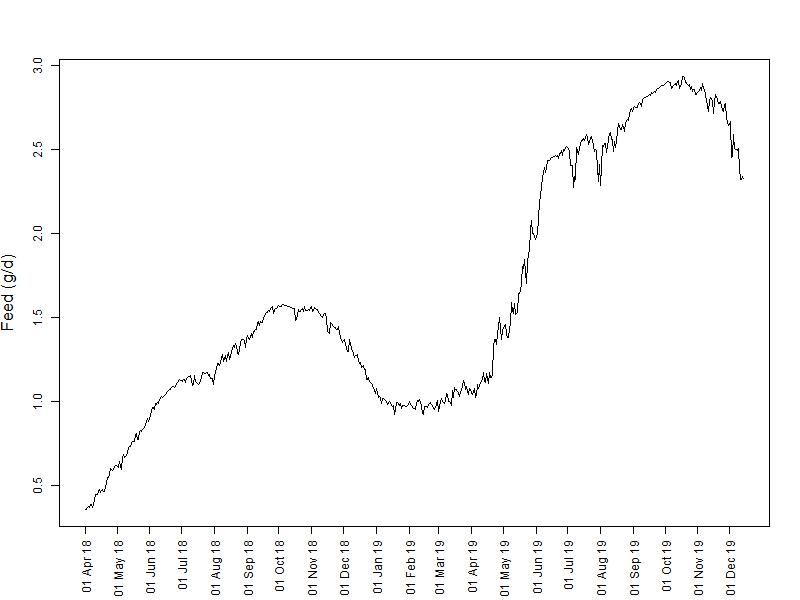 Feed (g/d)
3.0
2.5
2.0
1.5
1.0
0.5
01 Apr 18
01 May 18
01 Jun 18
01 Jul 18
01 Aug 18
01 Sep 18
01 Oct 18
01 Nov 18
01 Dec 18
01 Jan 19
01 Feb 19
01 Mar 19
01 Apr 19
01 May 19
01 Jun 19
01 Jul 19
01 Aug 19
01 Sep 19
01 Oct 19
01 Nov 19
01 Dec 19